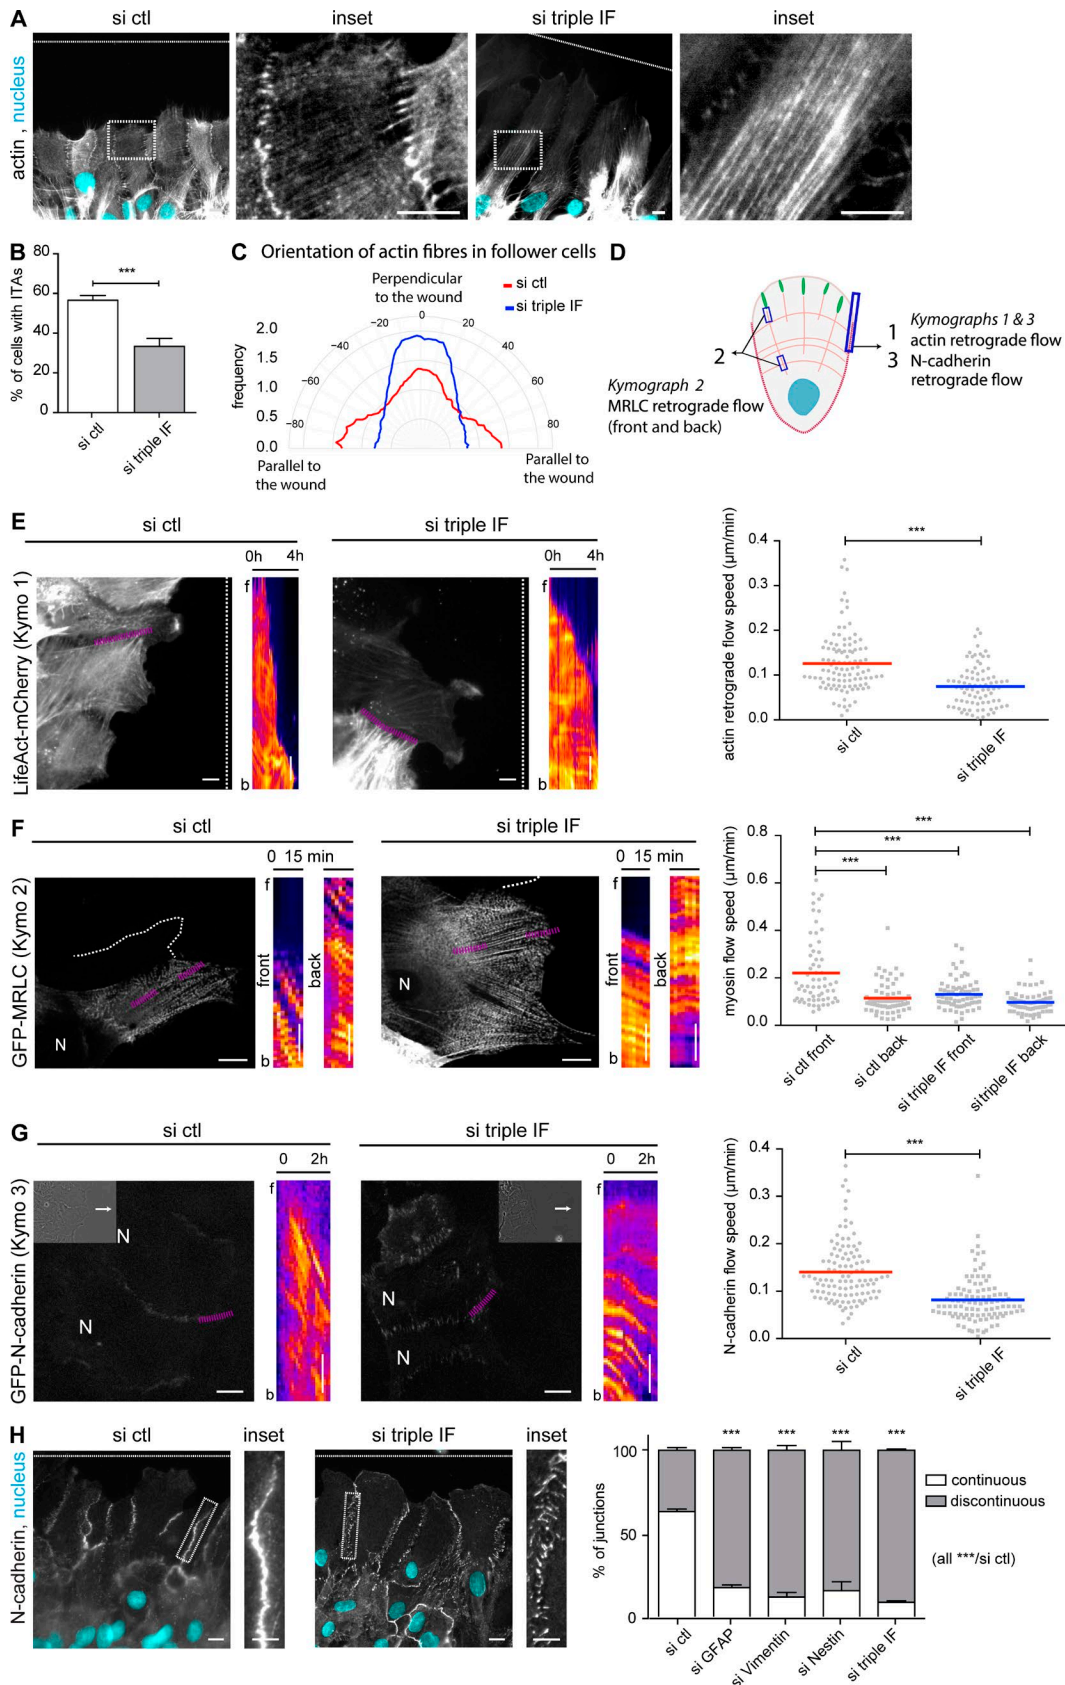 A
si ctl
inset
si triple IF
inset
actin , nucleus
B
% of cells with ITAs
80
60
40
20
0
***
si ctl
si triple IF
C Orientation of actin fibres in follower cells
Perpendicular
to the wound
si ctl
si triple IF
frequency
2.0
1.5
1.0
0.5
0.0
−80
−60
−40
−20
0
20
40
60
80
Parallel to
the wound
Parallel to
the wound
D
1
3
Kymographs 1 & 3
actin retrograde flow
N-cadherin
retrograde flow
2
Kymograph 2
MRLC retrograde flow
(front and back)
E
si ctl
si triple IF
LifeAct-mCherry (Kymo 1)
0h 4h
f
b
0h 4h
f
b
actin retrograde flow speed (µm/min)
0.4
0.3
0.2
0.1
0.0
***
si ctl
si triple IF
F
si ctl
si triple IF
GFP-MRLC (Kymo 2)
N
0 15 min
f
front
b
back
N
0 15 min
f
front
b
back
myosin flow speed (µm/min)
0.8
0.6
0.4
0.2
0.0
***
***
***
si ctl front
si ctl back
si triple IF front
si triple IF back
G
si ctl
si triple IF
GFP-N-cadherin (Kymo 3)
N
N
0 2h
f
b
N
N
0 2h
f
b
N-cadherin flow speed (µm/min)
0.4
0.3
0.2
0.1
0.0
***
si ctl
si triple IF
H
si ctl
inset
si triple IF
inset
N-cadherin, nucleus
% of junctions
100
50
0
***
***
***
***
si ctl
si GFAP
si Vimentin
si Nestin
si triple IF
continuous
discontinuous
(all ***/si ctl)